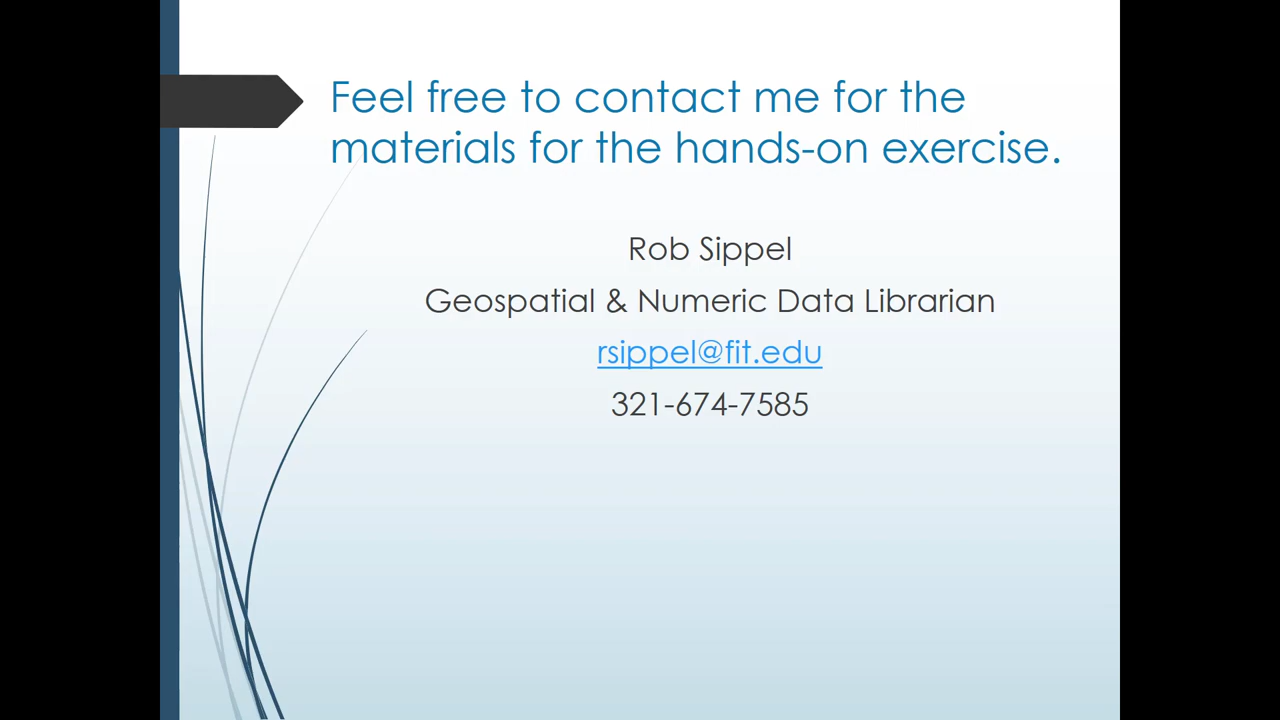 Feel free to contact me for the
materials for the hands-on exercise.
Rob Sippel
Geospatial & Numeric Data Librarian
rsippel@fit.edu
321-674-7585